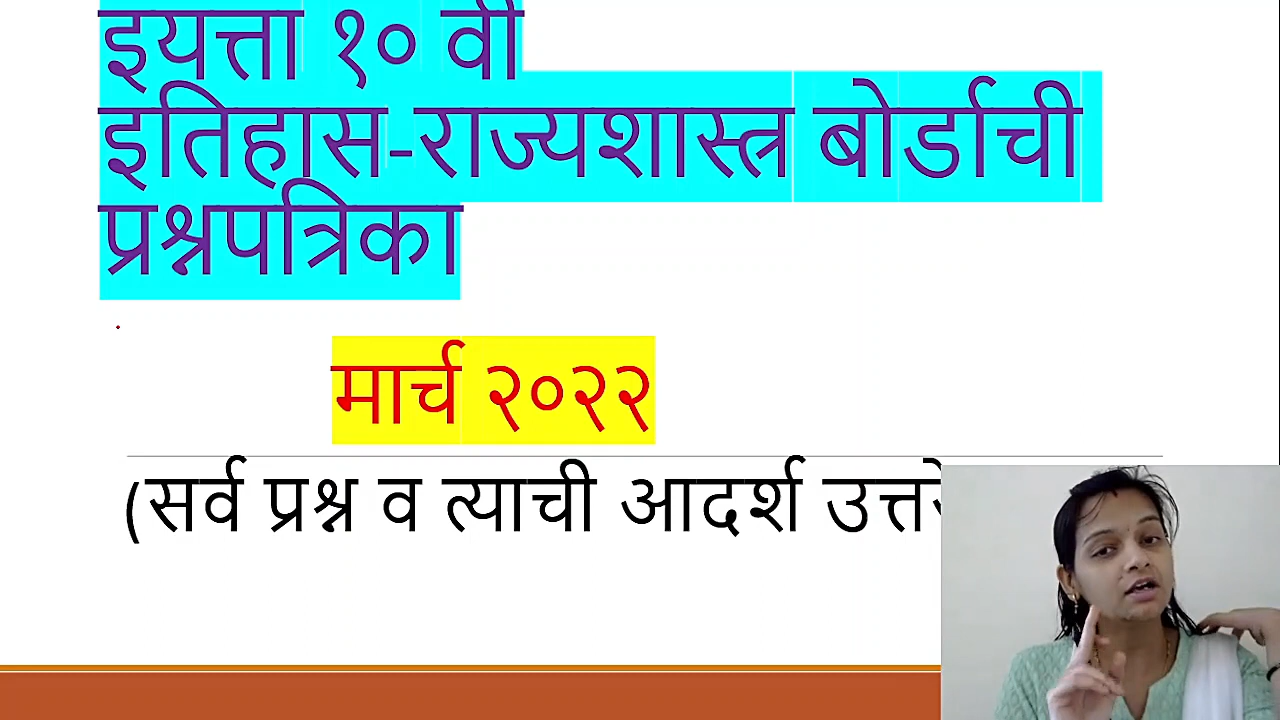 इयत्ता १० वी
इतिहास-राज्यशास्त्र बोर्डाची
प्रश्नपत्रिका
मार्च २०२२
(सर्व प्रश्न व त्याची आदर्श